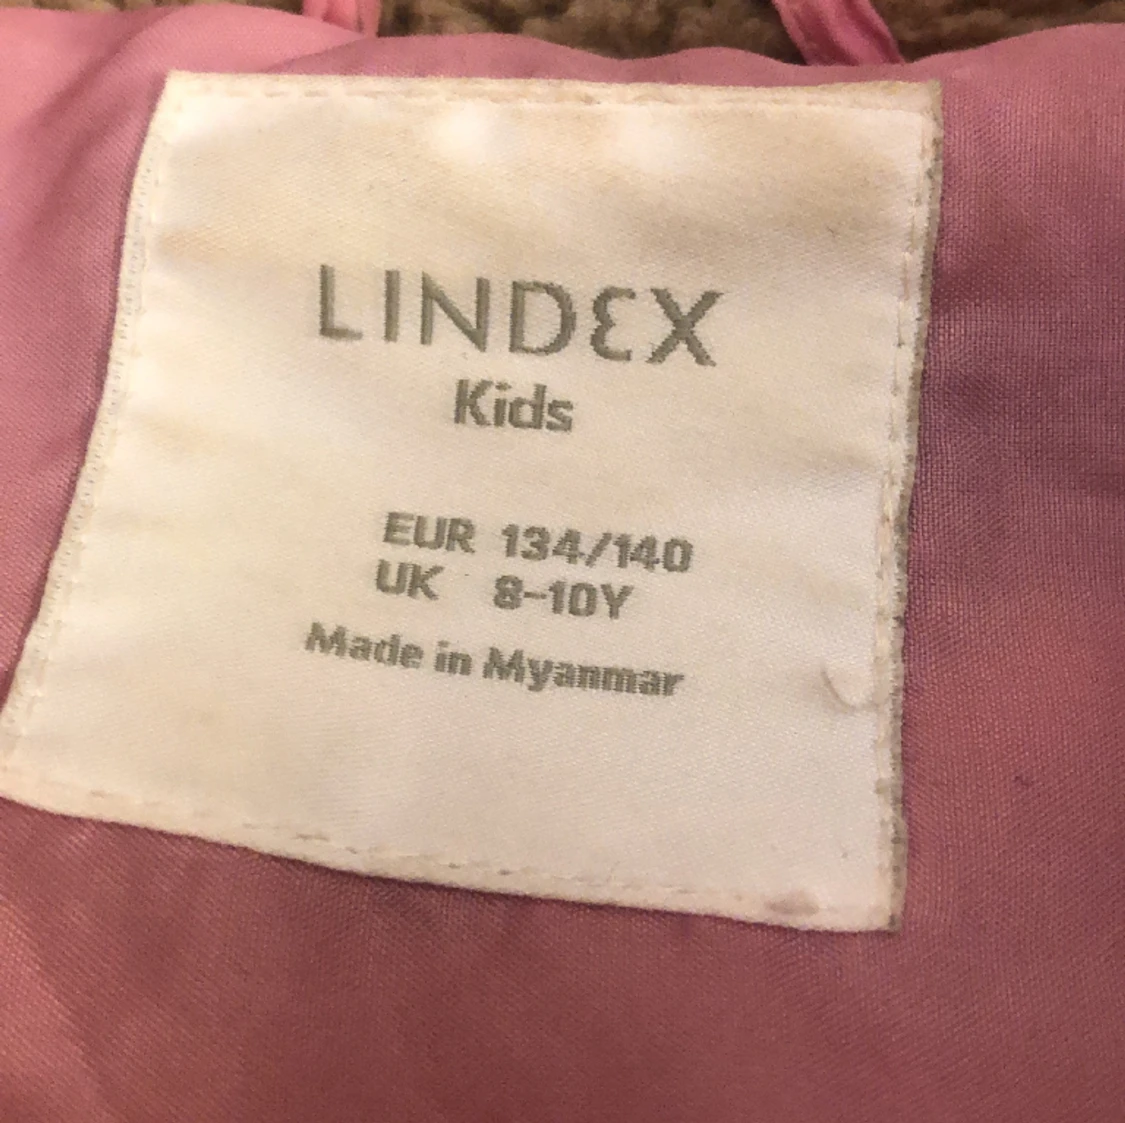 LINDEX
Kids
EUR 134/140
UK 8-10Y
Made in Myanmar